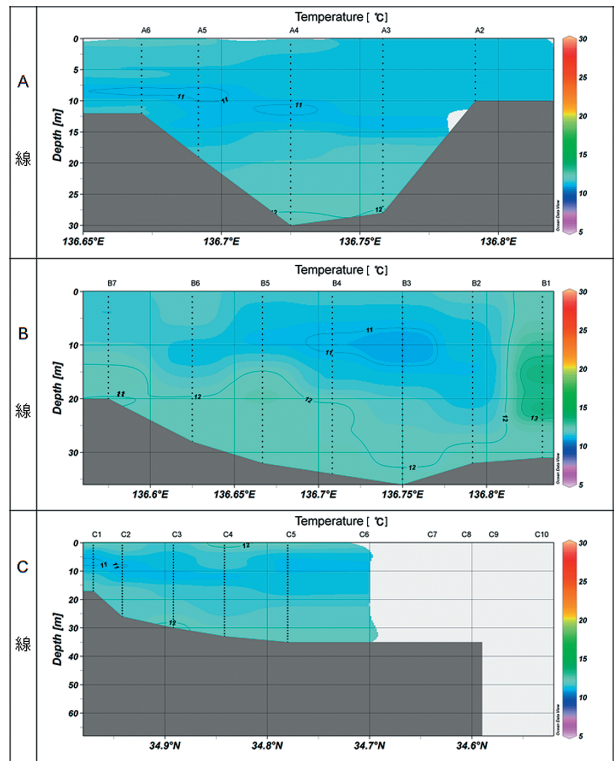 A
線
Temperature [ ℃]
A6 A5 A4 A3 A2
Depth [m]
0
5
10
15
20
25
30
11
11
11
12
12
136.65°E 136.7°E 136.75°E 136.8°E
30
25
20
15
10
5
Ocean Data View
B
線
Temperature [ ℃]
B7 B6 B5 B4 B3 B2 B1
Depth [m]
0
10
20
30
11
11
11
12
12
12
12
13
136.6°E 136.65°E 136.7°E 136.75°E 136.8°E
30
25
20
15
10
5
Ocean Data View
C
線
Temperature [ ℃]
C1 C2 C3 C4 C5 C6 C7 C8 C9 C10
Depth [m]
0
10
20
30
40
50
60
11
11
12
12
34.9°N 34.8°N 34.7°N 34.6°N
30
25
20
15
10
5
Ocean Data View